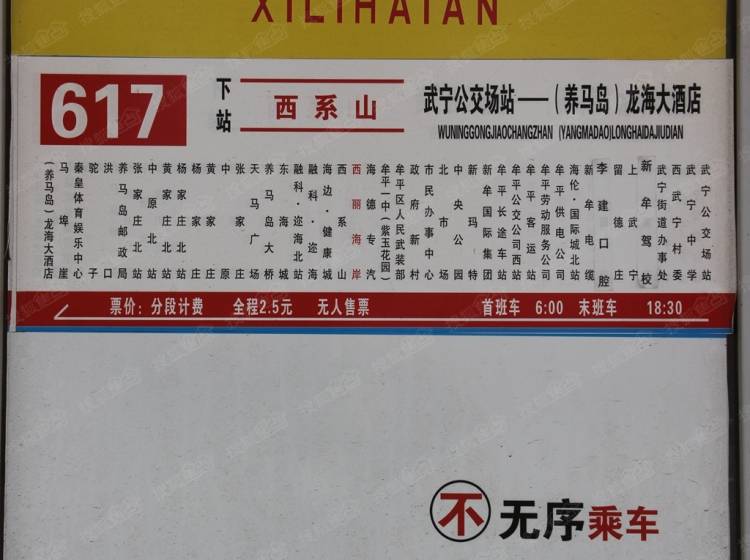 XILIHAIAN
617
下站
西系山
武宁公交场站——(养马岛)龙海大酒店
WUNINGGONGJIAOCHANGZHAN (YANGMADAO)LONGHAIDAJIUDIAN
(养马岛)龙海大酒店
马埠崖
秦皇体育娱乐中心
驼子
洪口
养马岛邮政局
张家庄北站
中原北站
黄家庄北站
杨家庄北站
杨家庄
黄家庄
中原
张家庄
天马广场
养马岛大桥
东海城
融科·迩海北站
融科·迩海
海边·健康城
西系山
西丽海岸
海德专汽
牟平一中(紫玉花园)
牟平区人民武装部
政府新村
市民办事中心
北市场
中央公园
新玛特
新牟国际集团
牟平长途车站
牟平公交公司西站
牟平客运站
牟平劳动服务公司
牟平供电公司
海伦·国际城北站
新牟电缆
李建口腔
留德庄
上武宁
新牟驾校
武宁街道办事处
西武宁村委
武宁中学
武宁公交场站
票价：分段计费 全程2.5元 无人售票 首班车 6:00 末班车 18:30
不 无序乘车